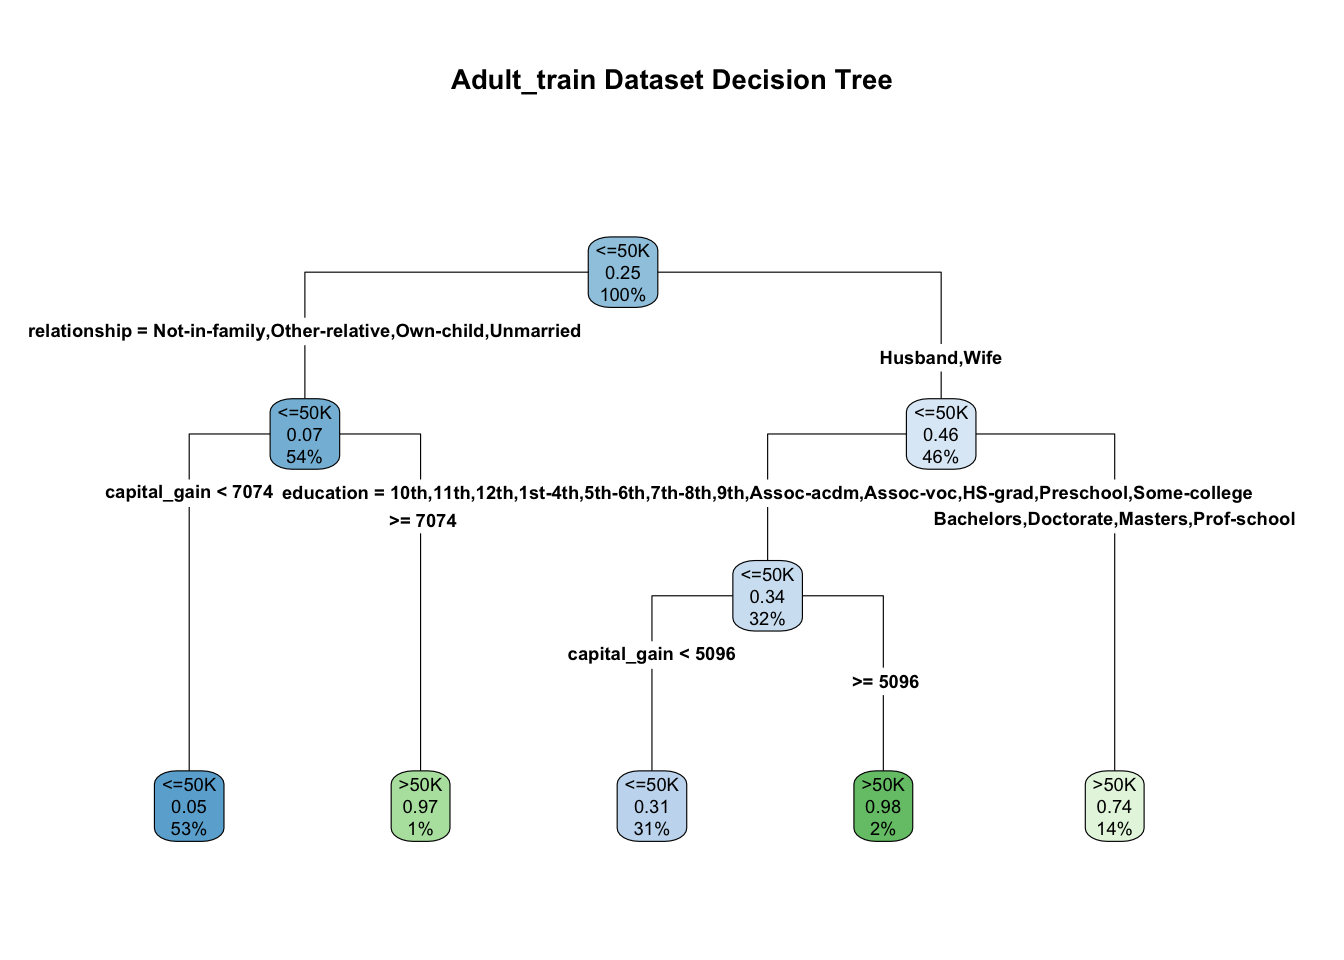 Adult_train Dataset Decision Tree
<=50K
0.25
100%
relationship = Not-in-family,Other-relative,Own-child,Unmarried
Husband,Wife
<=50K
0.07
54%
<=50K
0.46
46%
capital_gain < 7074
education = 10th,11th,12th,1st-4th,5th-6th,7th-8th,9th,Assoc-acdm,Assoc-voc,HS-grad,Preschool,Some-college
>= 7074
Bachelors,Doctorate,Masters,Prof-school
<=50K
0.34
32%
capital_gain < 5096
>= 5096
<=50K
0.05
53%
>50K
0.97
1%
<=50K
0.31
31%
>50K
0.98
2%
>50K
0.74
14%